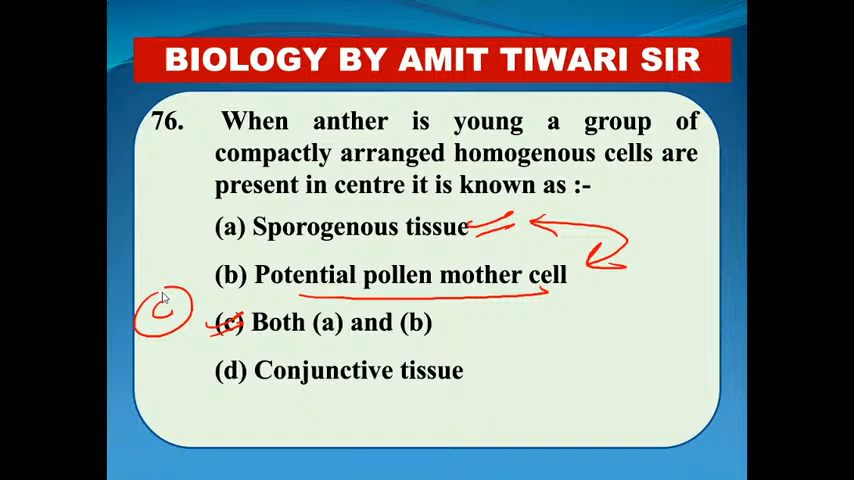 BIOLOGY BY AMIT TIWARI SIR
76. When anther is young a group of
compactly arranged homogenous cells are
present in centre it is known as :-
(a) Sporogenous tissue
(b) Potential pollen mother cell
C
(c) Both (a) and (b)
(d) Conjunctive tissue